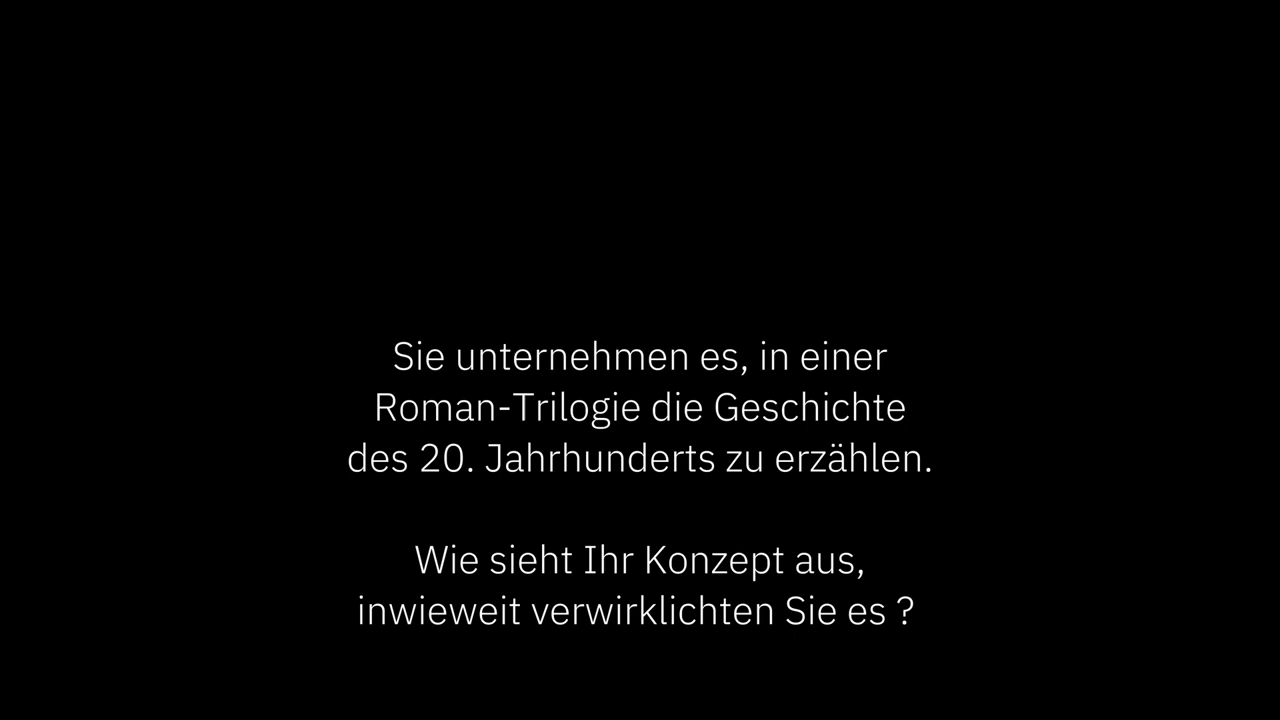 Sie unternehmen es, in einer
Roman-Trilogie die Geschichte
des 20. Jahrhunderts zu erzählen.
Wie sieht Ihr Konzept aus,
inwieweit verwirklichten Sie es ?